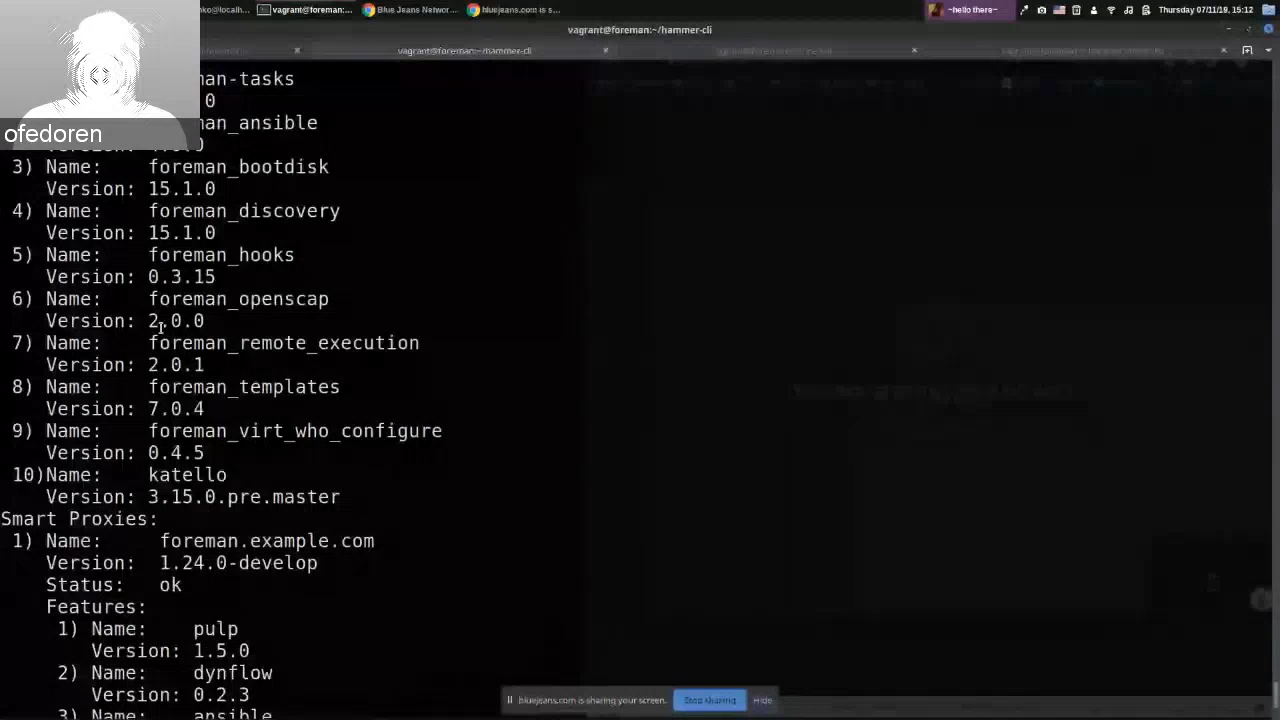 vagrant@foreman:...
Blue Jeans Networ...
bluejeans.com is s...
~hello there~
Thursday 07/11/19, 15:12
vagrant@foreman:~/hammer-cli
vagrant@foreman:~/hammer-cli
man-tasks
0
man_ansible
ofedoren
3) Name: foreman_bootdisk
Version: 15.1.0
4) Name: foreman_discovery
Version: 15.1.0
5) Name: foreman_hooks
Version: 0.3.15
6) Name: foreman_openscap
Version: 2.0.0
7) Name: foreman_remote_execution
Version: 2.0.1
8) Name: foreman_templates
Version: 7.0.4
9) Name: foreman_virt_who_configure
Version: 0.4.5
10)Name: katello
Version: 3.15.0.pre.master
Smart Proxies:
1) Name: foreman.example.com
Version: 1.24.0-develop
Status: ok
Features:
1) Name: pulp
Version: 1.5.0
2) Name: dynflow
Version: 0.2.3
3) Name: ansible
bluejeans.com is sharing your screen.
Stop sharing
Hide